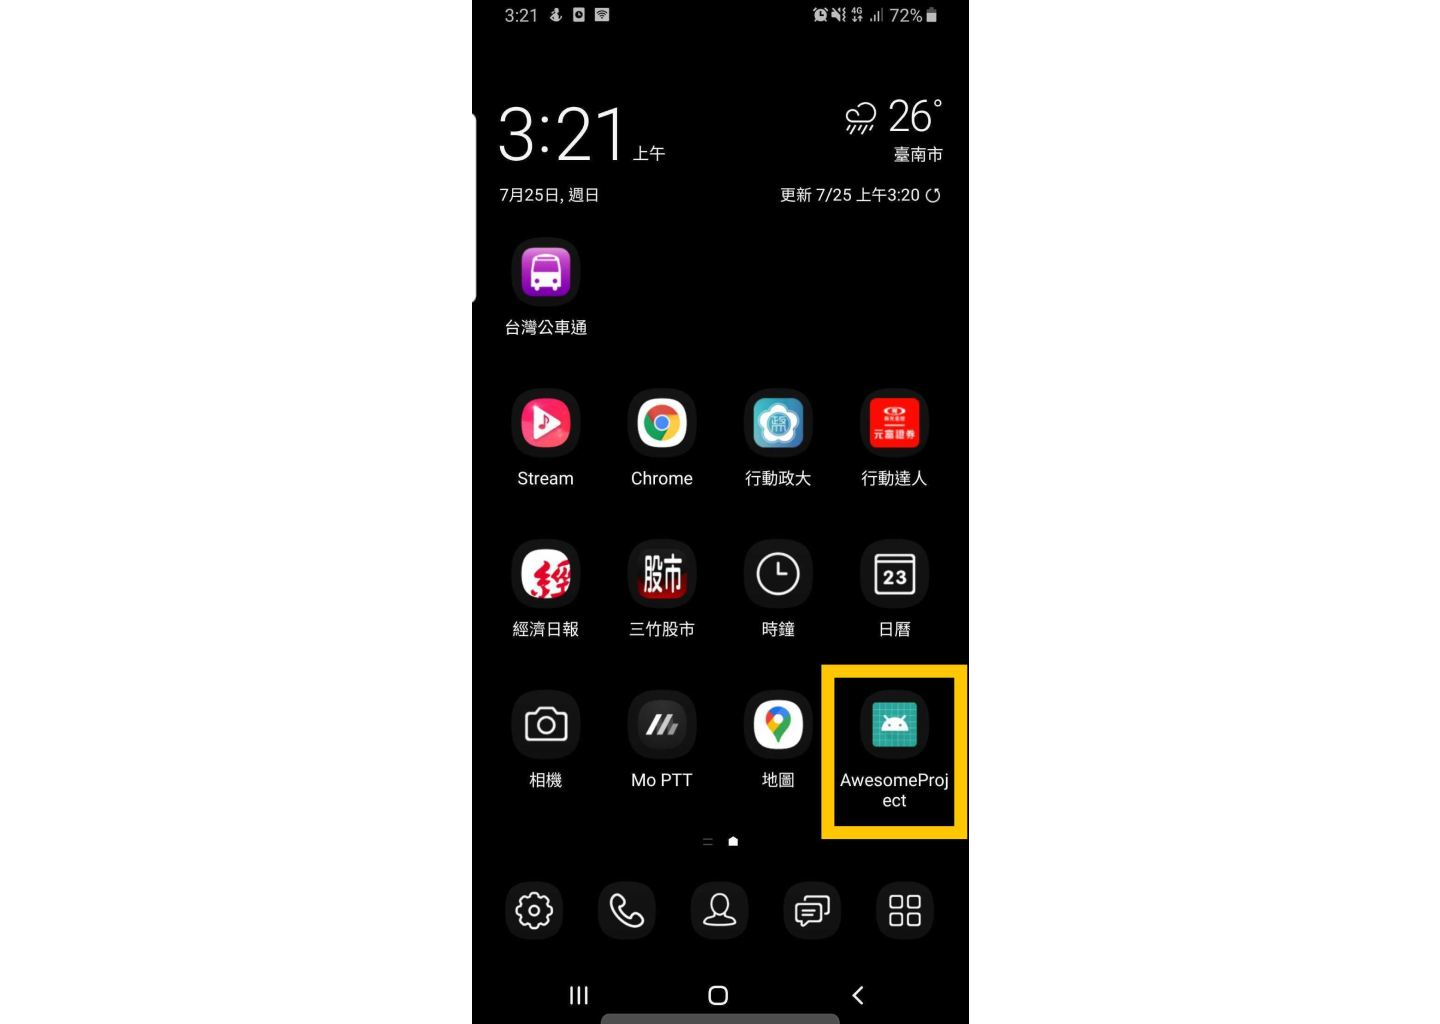 3:21
4G 72%
3:21 上午
26°
臺南市
7月25日, 週日
更新 7/25 上午3:20
台灣公車通
政
元富證券
Stream
Chrome
行動政大
行動達人
經
股市
23
經濟日報
三竹股市
時鐘
日曆
相機
Mo PTT
地圖
AwesomeProj
ect